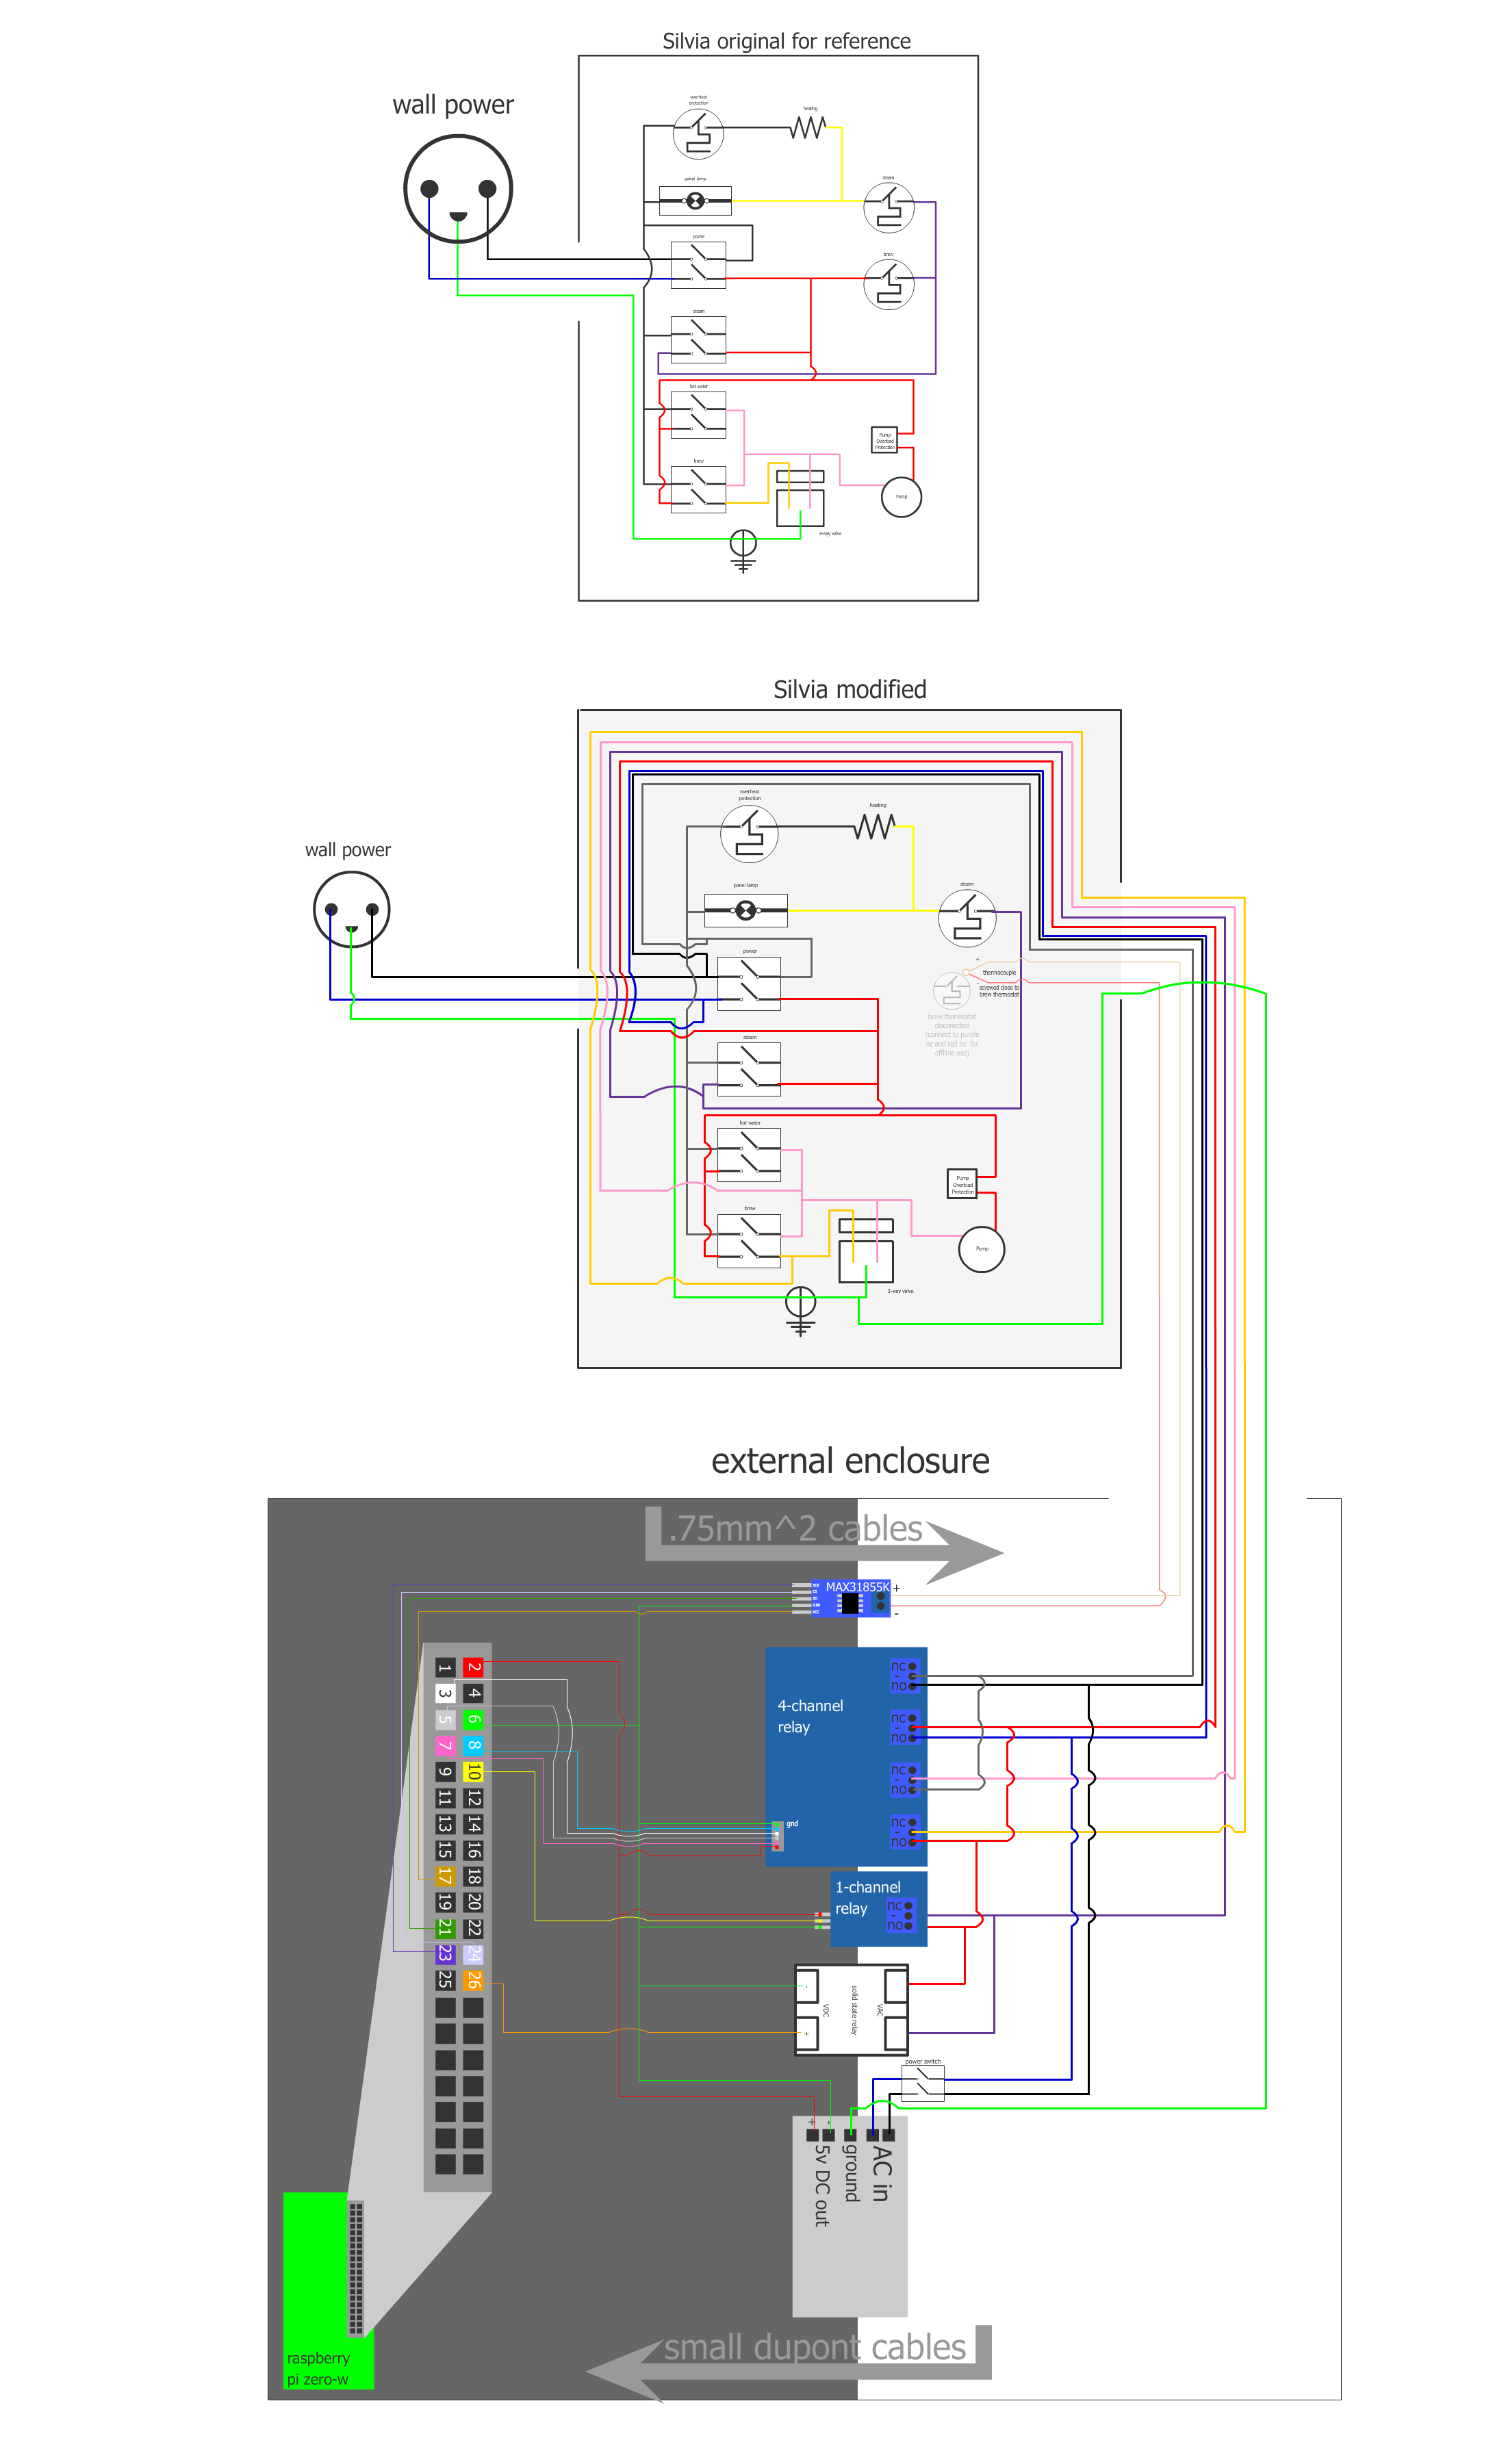 Silvia original for reference
wall power
overheat
protection
heating
panel lamp
steam
power
brew
steam
hot water
Pump
Overload
Protection
brew
Pump
3-way valve
Silvia modified
wall power
overheat
protection
heating
panel lamp
steam
power
+
thermocouple
-
screwed close to
brew thermostat
brew thermostat
disconected
(connect to purple
nc and red nc for
offline use)
steam
hot water
Pump
Overload
Protection
brew
Pump
3-way valve
external enclosure
.75mm^2 cables
MAX31855K
+
-
SCK
CS
SO
GND
VCC
1 2
3 4
5 6
7 8
9 10
11 12
13 14
15 16
17 18
19 20
21 22
23 24
25 26
4-channel
relay
nc
-
no
nc
-
no
nc
-
no
nc
-
no
gnd
1-channel
relay
nc
-
no
-
+
VDC
solid state relay
VAC
power switch
+ -
5v DC out
ground
AC in
raspberry
pi zero-w
small dupont cables